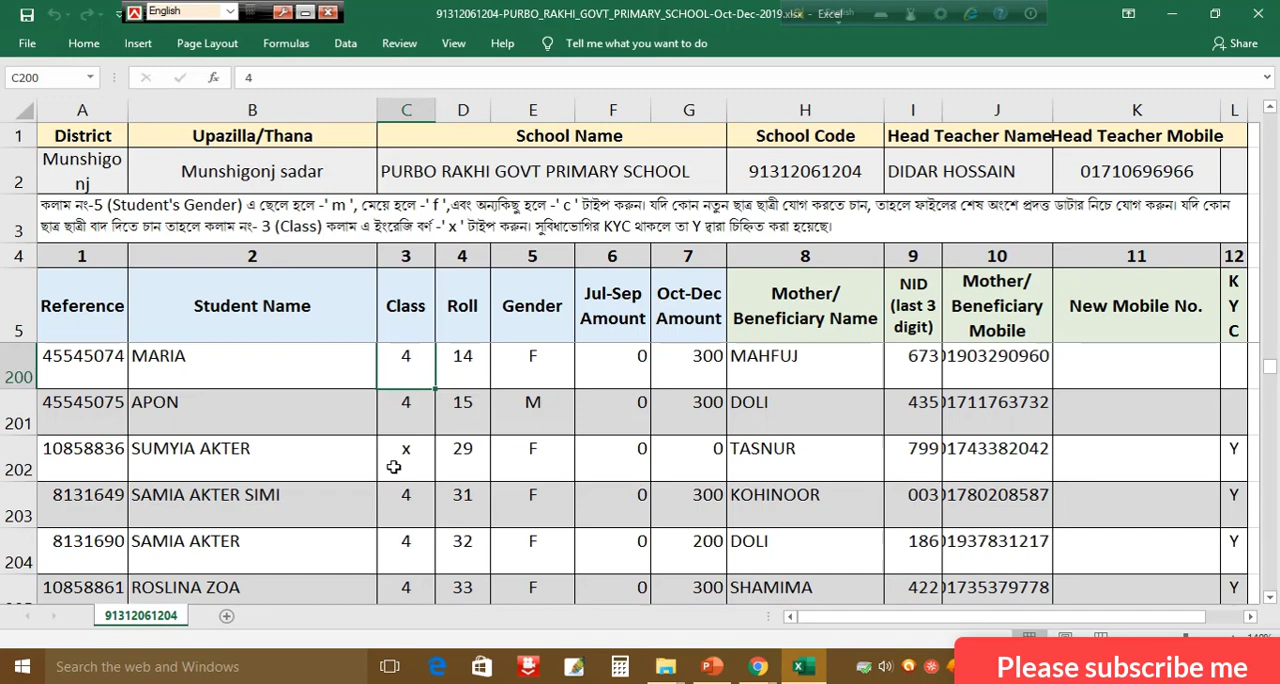 English
91312061204-PURBO_RAKHI_GOVT_PRIMARY_SCHOOL-Oct-Dec-2019.xlsx - Excel
File Home Insert Page Layout Formulas Data Review View Help Tell me what you want to do Share
C200 fx 4
A B C D E F G H I J K L
1 District Upazilla/Thana School Name School Code Head Teacher Name Head Teacher Mobile
2 Munshigo
nj Munshigonj sadar PURBO RAKHI GOVT PRIMARY SCHOOL 91312061204 DIDAR HOSSAIN 01710696966
কলাম নং-5 (Student's Gender) এ ছেলে হলে -' m ', মেয়ে হলে -' f ',এবং অন্যকিছু হলে -' c ' টাইপ করুন। যদি কোন নতুন ছাত্র ছাত্রী যোগ করতে চান, তাহলে ফাইলের শেষ অংশে প্রদত্ত ডাটার নিচে যোগ করুন। যদি কোন
3 ছাত্র ছাত্রী বাদ দিতে চান তাহলে কলাম নং- 3 (Class) কলাম এ ইংরেজি বর্ণ -' x ' টাইপ করুন। সুবিধাভোগির KYC থাকলে তা Y দ্বারা চিহ্নিত করা হয়েছে।
4 1 2 3 4 5 6 7 8 9 10 11 12
5 Reference Student Name Class Roll Gender Jul-Sep Amount Oct-Dec Amount Mother/ Beneficiary Name NID (last 3 digit) Mother/ Beneficiary Mobile New Mobile No. K Y C
200 45545074 MARIA 4 14 F 0 300 MAHFUJ 673 01903290960
201 45545075 APON 4 15 M 0 300 DOLI 435 01711763732
202 10858836 SUMYIA AKTER x 29 F 0 0 TASNUR 799 01743382042 Y
203 8131649 SAMIA AKTER SIMI 4 31 F 0 300 KOHINOOR 003 01780208587 Y
204 8131690 SAMIA AKTER 4 32 F 0 200 DOLI 186 01937831217 Y
10858861 ROSLINA ZOA 4 33 F 0 300 SHAMIMA 422 01735379778 Y
91312061204
Search the web and Windows
Please subscribe me